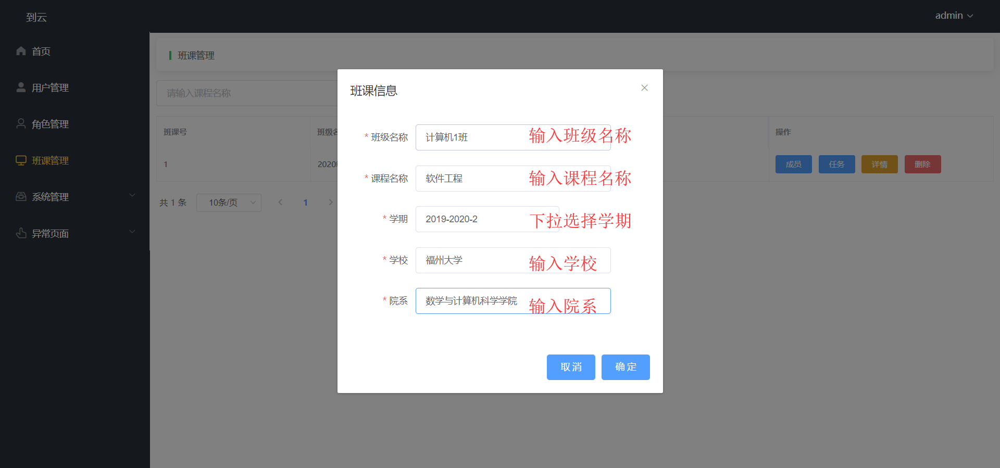 到云
admin
首页
用户管理
角色管理
班课管理
系统管理
异常页面
班课管理
请输入课程名称
班课号
班级
操作
1
2020
成员 任务 详情 删除
共 1 条 10条/页 1
班课信息
* 班级名称 计算机1班 输入班级名称
* 课程名称 软件工程 输入课程名称
* 学期 2019-2020-2 下拉选择学期
* 学校 福州大学 输入学校
* 院系 数学与计算机科学学院 输入院系
取消 确定